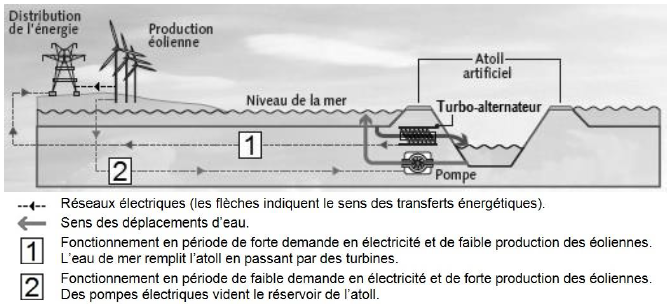 Distribution
de l'énergie
Production
éolienne
Atoll
artificiel
Niveau de la mer
Turbo-alternateur
1
2
Pompe
Réseaux électriques (les flèches indiquent le sens des transferts énergétiques).
Sens des déplacements d'eau.
1
Fonctionnement en période de forte demande en électricité et de faible production des éoliennes.
L'eau de mer remplit l'atoll en passant par des turbines.
2
Fonctionnement en période de faible demande en électricité et de forte production des éoliennes.
Des pompes électriques vident le réservoir de l'atoll.